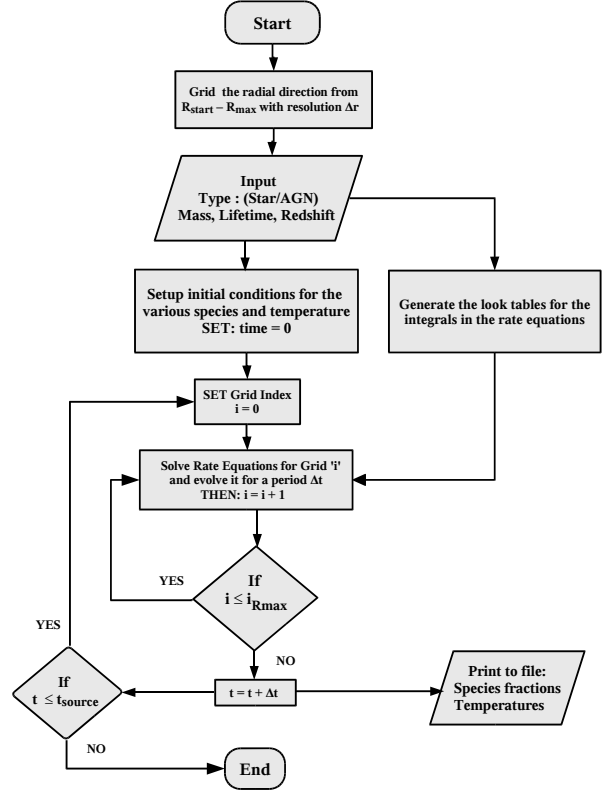 Start
Grid the radial direction from
Rstart – Rmax with resolution Δr
Input
Type : (Star/AGN)
Mass, Lifetime, Redshift
Setup initial conditions for the
various species and temperature
SET: time = 0
Generate the look tables for the
integrals in the rate equations
SET Grid Index
i = 0
Solve Rate Equations for Grid 'i'
and evolve it for a period Δt
THEN: i = i + 1
YES
If
i ≤ iRmax
YES
NO
If
t ≤ tsource
t = t + Δt
Print to file:
Species fractions
Temperatures
NO
End